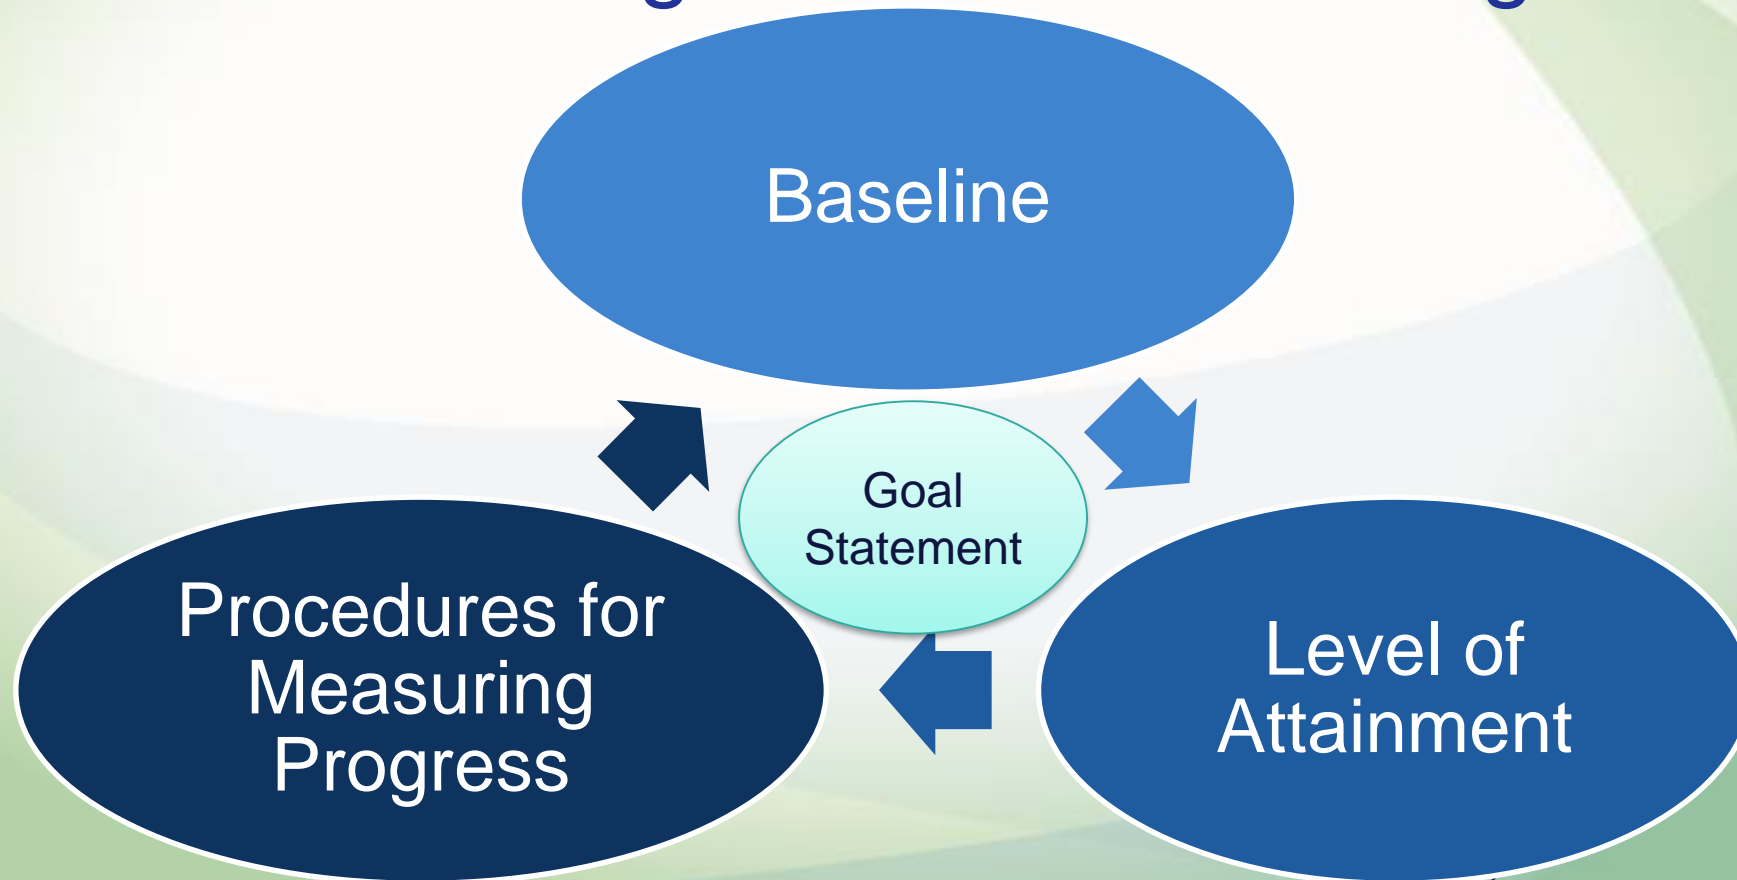 Baseline
Goal
Statement
Procedures for
Measuring
Progress
Level of
Attainment